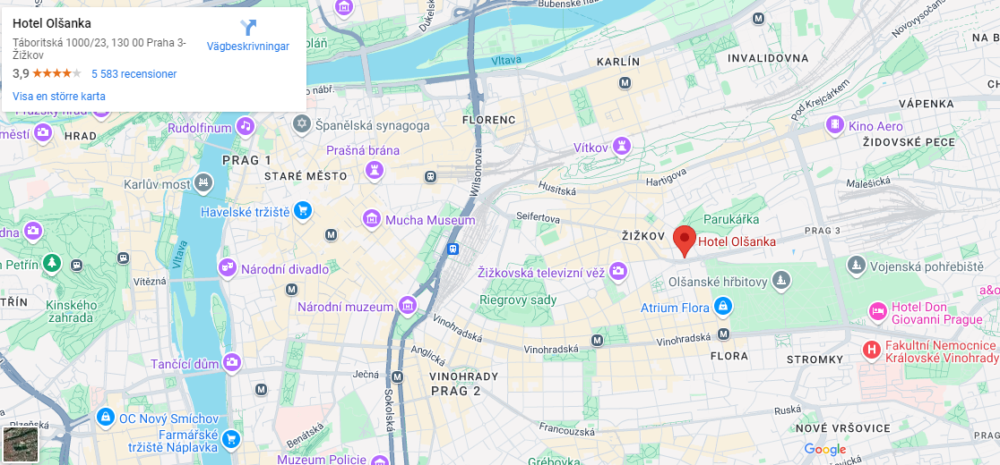 Hotel Olšanka
Táboritská 1000/23, 130 00 Praha 3-
Žižkov
3,9
5 583 recensioner
Visa en större karta
Vägbeskrivningar
Bubenské nábř.
Vltava
KARLÍN
INVALIDOVNA
Novovysočans
NA B
Pod Krejcárkem
VÁPENKA
HRAD
Rudolfinum
Španělská synagoga
FLORENC
Kino Aero
ŽIDOVSKÉ PECE
městí
PRAG 1
Prašná brána
Vítkov
STARÉ MĚSTO
Wilsonova
Karlův most
Husitská
Hartigova
Malešická
Havelské tržiště
Mucha Museum
Seifertova
Parukářka
ŽIŽKOV
Hotel Olšanka
PRAG 3
dna
Petřín
Vltava
Národní divadlo
Žižkovská televizní věž
Olšanské hřbitovy
Vojenská pohřebiště
Vítězná
TŘÍN
Kinského
zahrada
Národní muzeum
Riegrovy sady
Atrium Flora
a&o
Hotel Don
Giovanni Prague
Vinohradská
Vinohradská
Vinohradská
Fakultní Nemocnice
Královské Vinohrady
Tančící dům
Anglická
FLORA
STROMKY
Ječná
VINOHRADY
PRAG 2
Sokolská
OC Nový Smíchov
Plzeňská
Farmářské
tržiště Náplavka
Benátská
Francouzská
Ruská
NOVÉ VRŠOVICE
PRAG
Google
Muzeum Policie
Grébovka